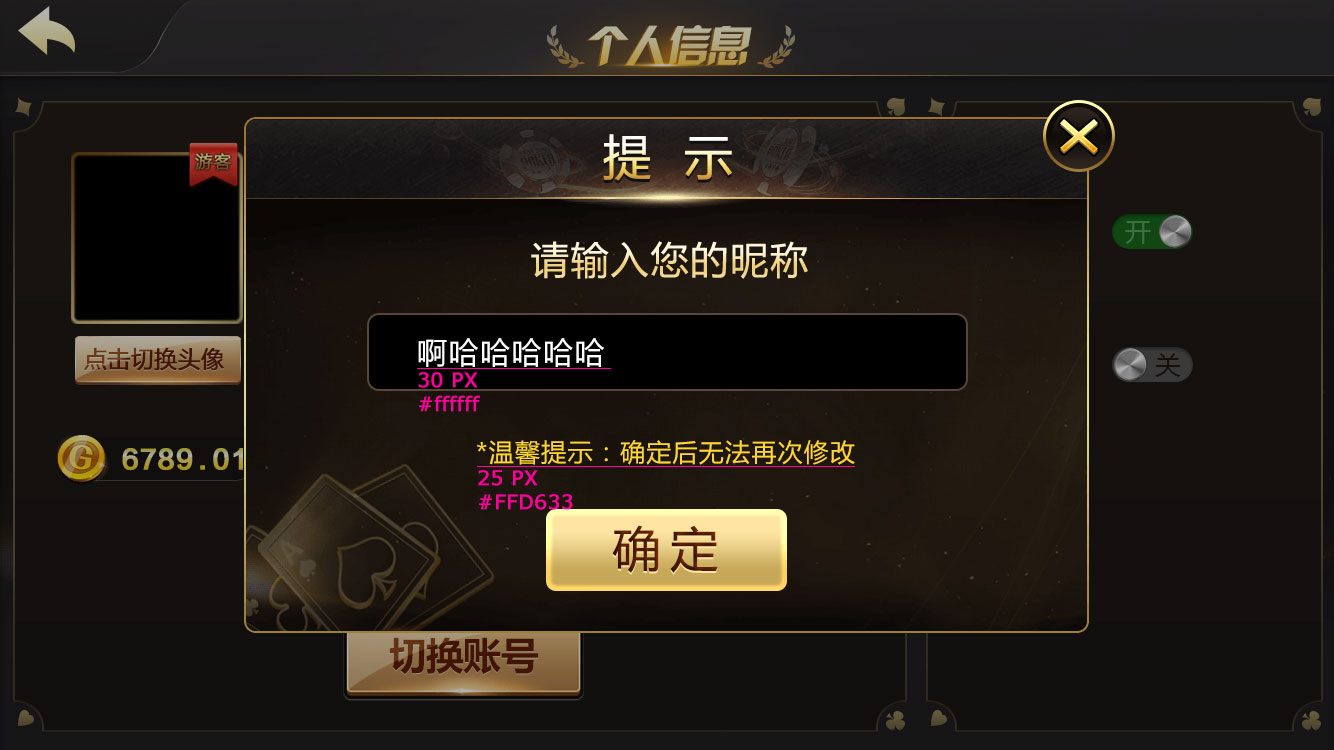 个人信息
游客
提 示
开
请输入您的昵称
啊哈哈哈哈哈
30 PX
#ffffff
点击切换头像
关
6789.01
*温馨提示：确定后无法再次修改
25 PX
#FFD633
确定
切换账号